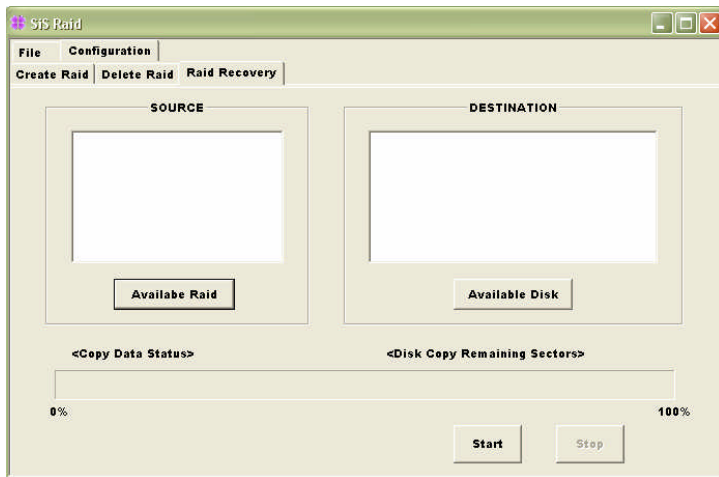 SiS Raid
File Configuration
Create Raid Delete Raid Raid Recovery
SOURCE DESTINATION
Availabe Raid Available Disk
<Copy Data Status> <Disk Copy Remaining Sectors>
0% 100%
Start Stop